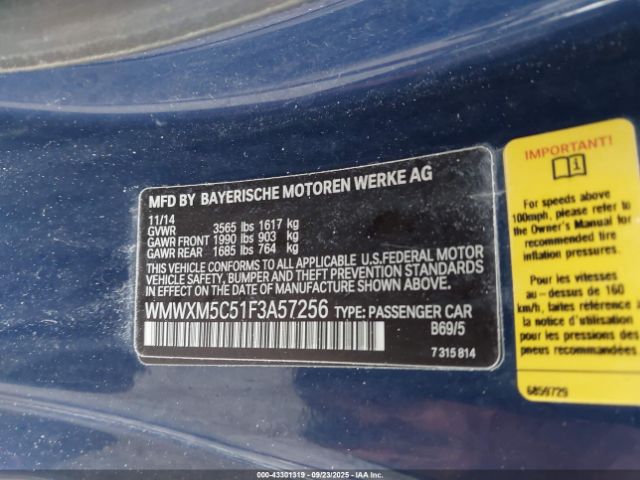 MFD BY BAYERISCHE MOTOREN WERKE AG
11/14
GVWR 3565 lbs 1617 kg
GAWR FRONT 1990 lbs 903 kg
GAWR REAR 1685 lbs 764 kg
THIS VEHICLE CONFORMS TO ALL APPLICABLE U.S.FEDERAL MOTOR
VEHICLE SAFETY, BUMPER AND THEFT PREVENTION STANDARDS
IN EFFECT ON THE DATE OF MANUFACTURE SHOWN ABOVE.
WMWXM5C51F3A57256 TYPE: PASSENGER CAR
B69/5
7 315 814
IMPORTANT!
For speeds above
100mph, please refer to
the Owner's Manual for
recommended tire
inflation pressures.
Pour les vitesses
au-dessus de 160
km/h, faites référence à
la notice d'utilisation
pour les pressions des
pneus recommandées
6859729
000-43301319 - 09/23/2025 - COPYRIGHT IAA, LLC.